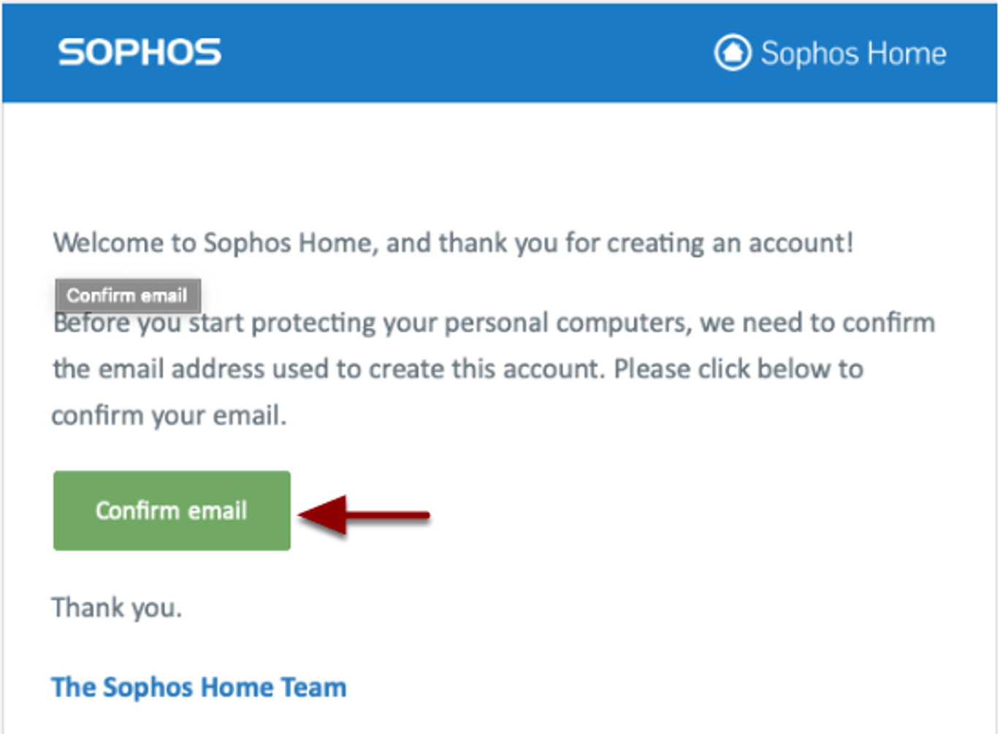 SOPHOS
Sophos Home
Welcome to Sophos Home, and thank you for creating an account!
Confirm email
Before you start protecting your personal computers, we need to confirm
the email address used to create this account. Please click below to
confirm your email.
Confirm email
Thank you.
The Sophos Home Team